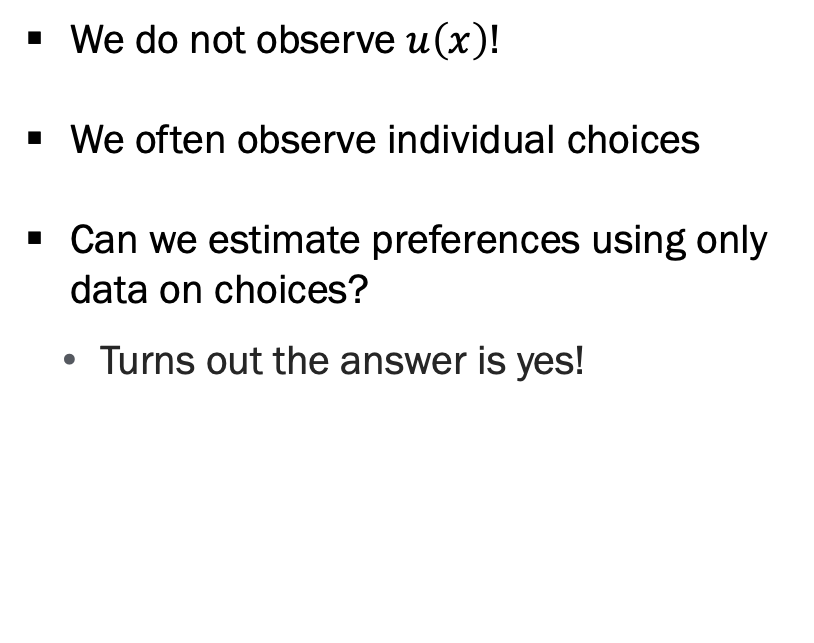 ▪ We do not observe 𝑢(𝑥)!
▪ We often observe individual choices
▪ Can we estimate preferences using only
data on choices?
• Turns out the answer is yes!